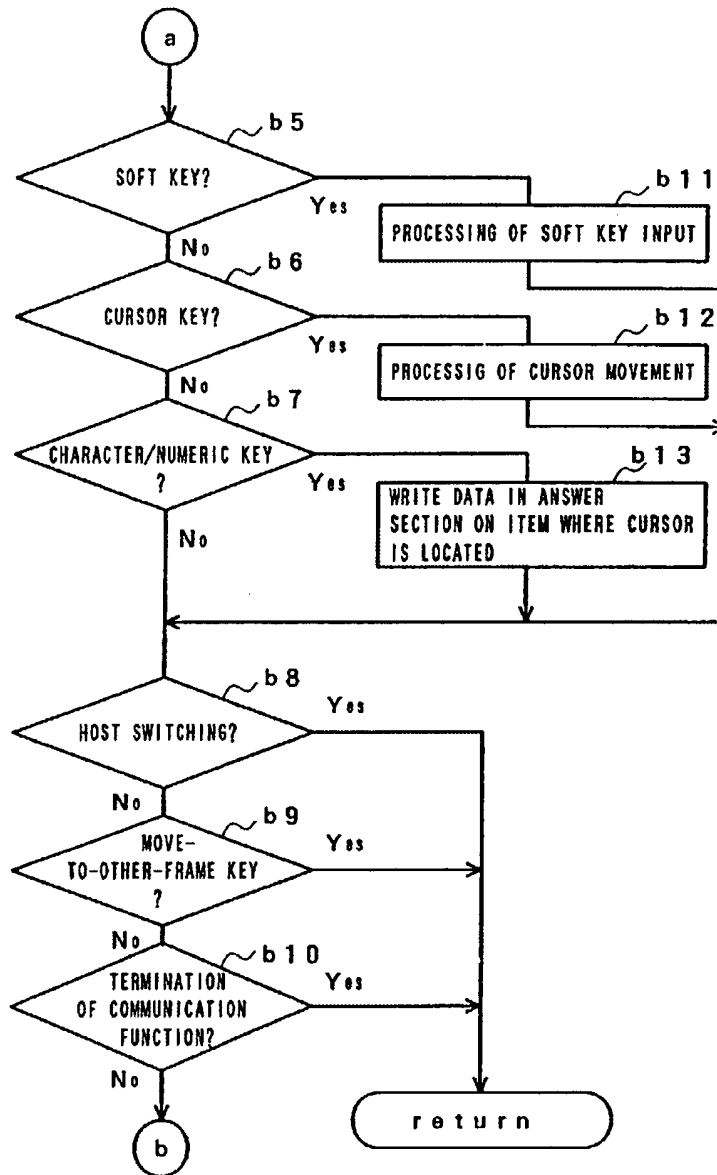 a
b5
SOFT KEY?
Yes
No
b11
PROCESSING OF SOFT KEY INPUT
b6
CURSOR KEY?
Yes
No
b12
PROCESSIG OF CURSOR MOVEMENT
b7
CHARACTER/NUMERIC KEY
?
Yes
No
b13
WRITE DATA IN ANSWER
SECTION ON ITEM WHERE CURSOR
IS LOCATED
b8
HOST SWITCHING?
Yes
No
b9
MOVE-
TO-OTHER-FRAME KEY
?
Yes
No
b10
TERMINATION
OF COMMUNICATION
FUNCTION?
Yes
No
b
return